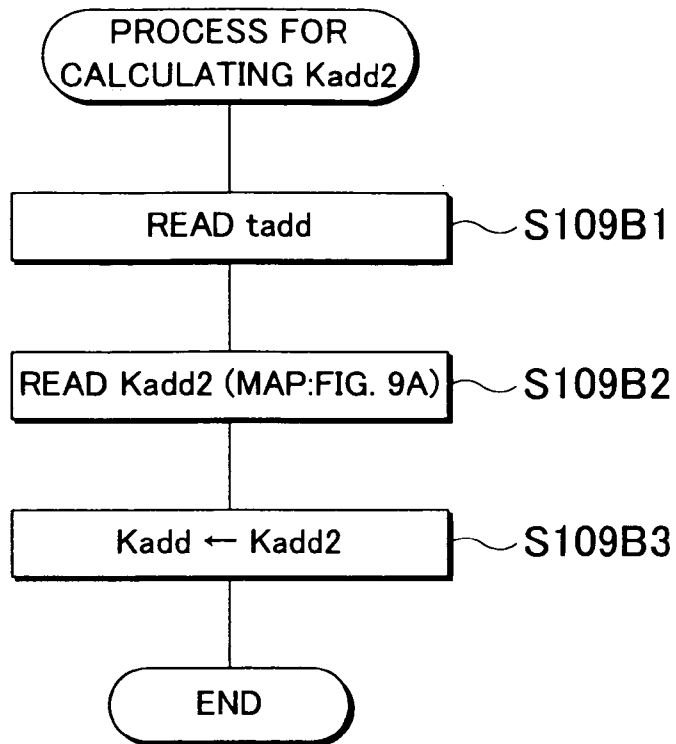 PROCESS FOR
CALCULATING Kadd2
READ tadd
S109B1
READ Kadd2 (MAP:FIG. 9A)
S109B2
Kadd ← Kadd2
S109B3
END